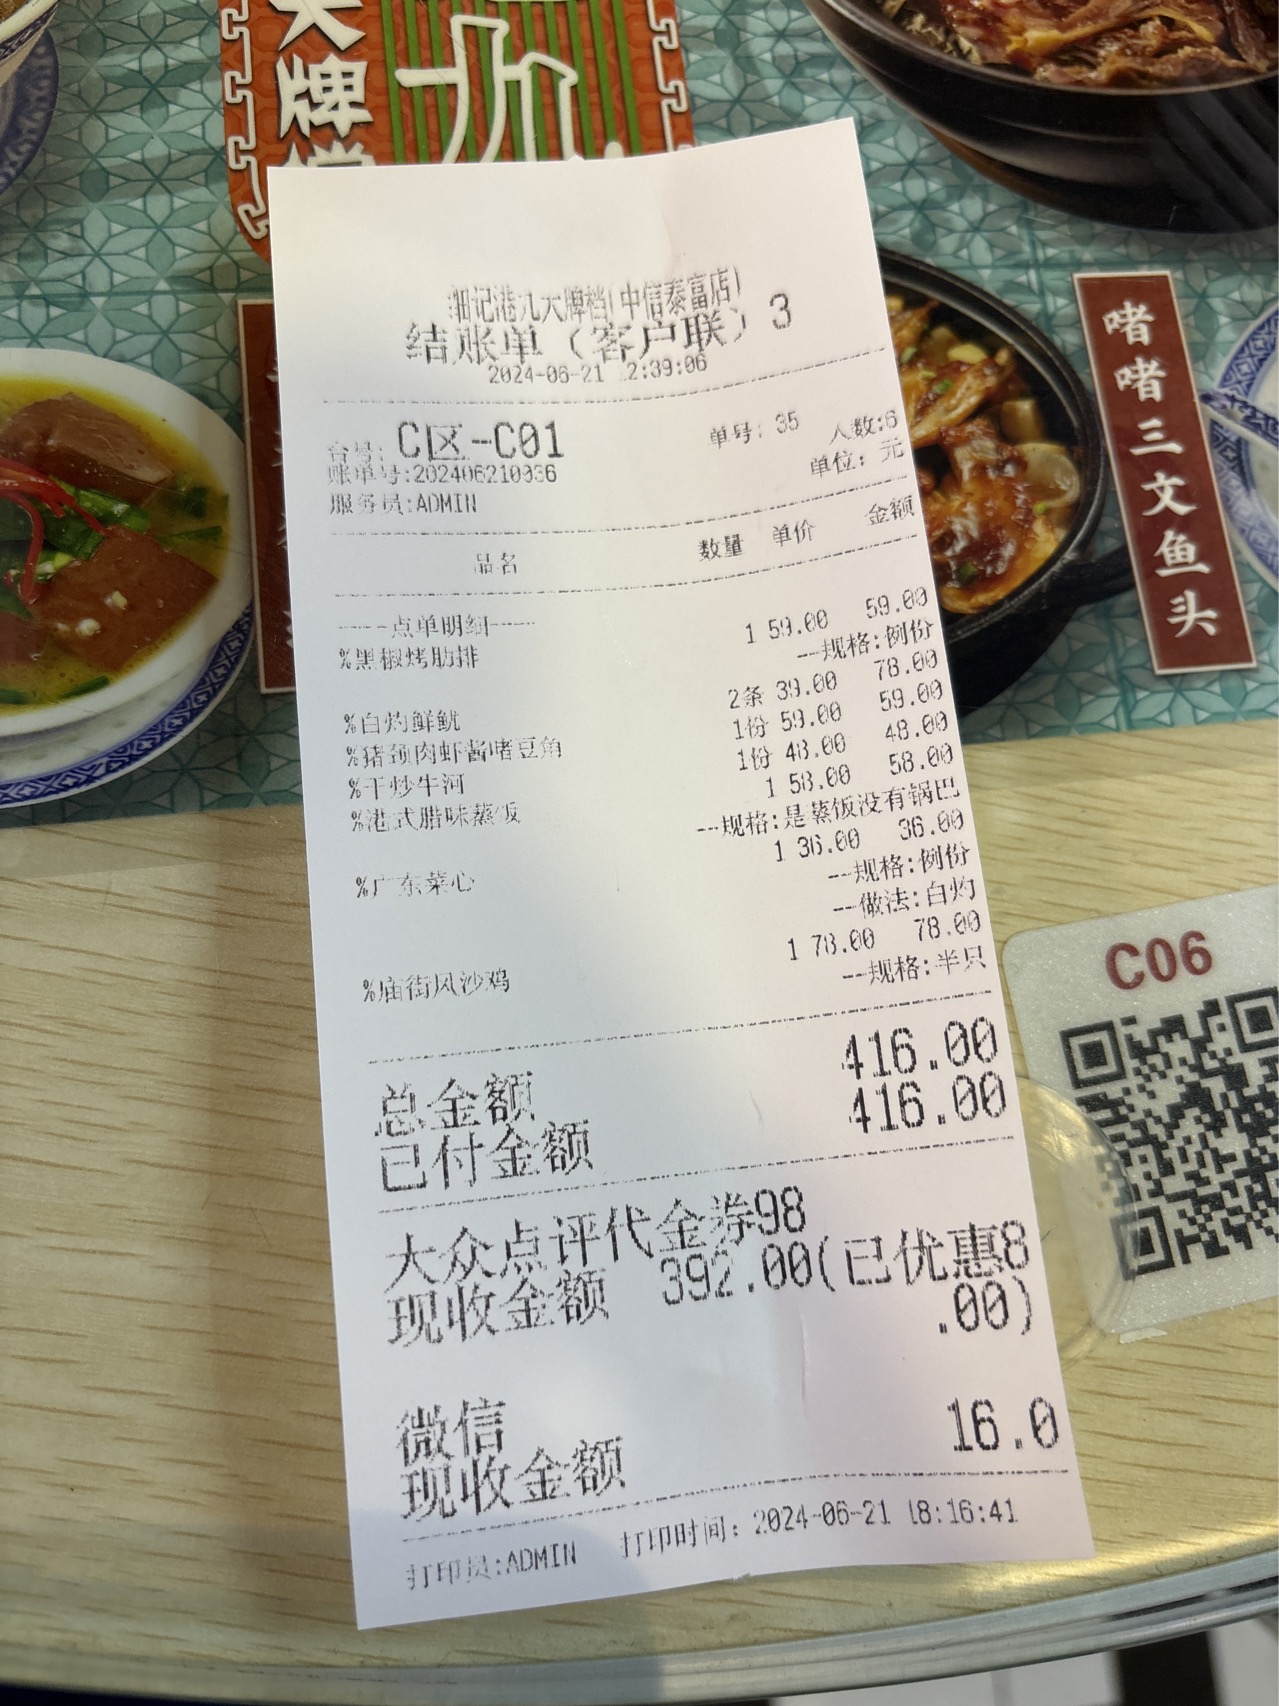 大牌
九
细记港九大牌档(中信泰富店)
结账单（客户联）3
2024-06-21 12:39:06
台号: C区-C01 单号: 35 人数:6
账单号:202406210036 单位: 元
服务员:ADMIN
品名 数量 单价 金额
-----点单明细-----
%黑椒烤肋排 1 59.00 59.00
--规格:例份
%白灼鲜鱿 2条 39.00 78.00
%猪颈肉虾酱啫豆角 1份 59.00 59.00
%干炒牛河 1份 48.00 48.00
%港式腊味蒸饭 1 58.00 58.00
--规格:是蒸饭没有锅巴
%广东菜心 1 36.00 36.00
--规格:例份
--做法:白灼
%庙街风沙鸡 1 78.00 78.00
--规格:半只
总金额 416.00
已付金额 416.00
大众点评代金券98
现收金额 392.00(已优惠8
.00)
微信
现收金额 16.0
打印员:ADMIN 打印时间: 2024-06-21 18:16:41
啫啫三文鱼头
C06